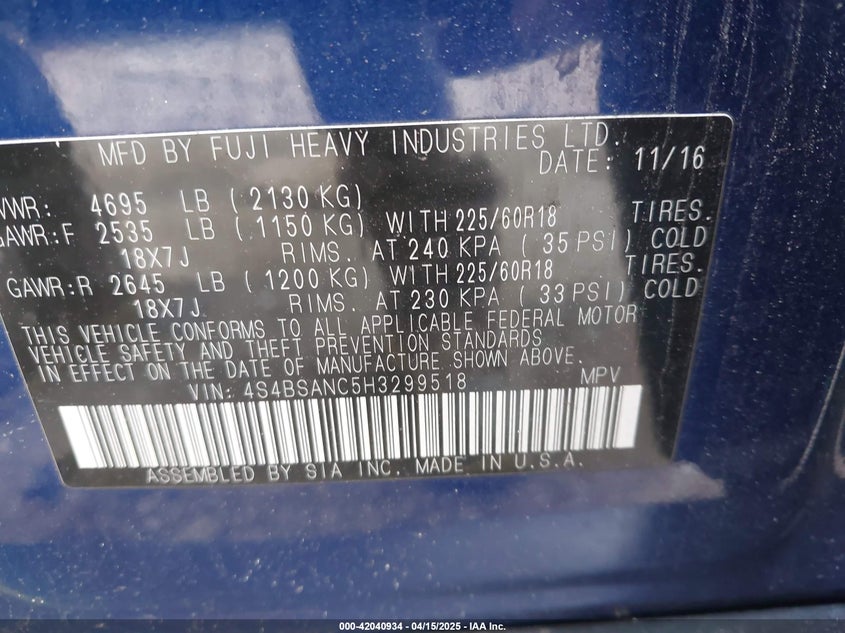 MFD BY FUJI HEAVY INDUSTRIES LTD.
DATE: 11/16
VWR: 4695 LB ( 2130 KG)
GAWR:F 2535 LB ( 1150 KG) WITH 225/60R18 TIRES.
18X7J RIMS. AT 240 KPA ( 35 PSI) COLD
GAWR:R 2645 LB ( 1200 KG) WITH 225/60R18 TIRES.
18X7J RIMS. AT 230 KPA ( 33 PSI) COLD
THIS VEHICLE CONFORMS TO ALL APPLICABLE FEDERAL MOTOR
VEHICLE SAFETY AND THEFT PREVENTION STANDARDS
IN EFFECT ON THE DATE OF MANUFACTURE SHOWN ABOVE.
VIN: 4S4BSANC5H3299518 MPV
ASSEMBLED BY SIA INC. MADE IN U.S.A.
000-42040934 - 04/15/2025 - IAA Inc.